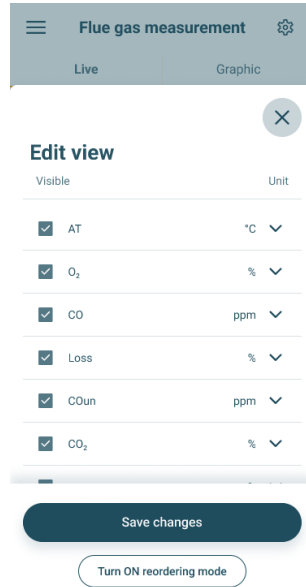 Flue gas measurement
Live Graphic
Edit view
Visible Unit
AT °C
O₂ %
CO ppm
Loss %
COun ppm
CO₂ %
Save changes
Turn ON reordering mode